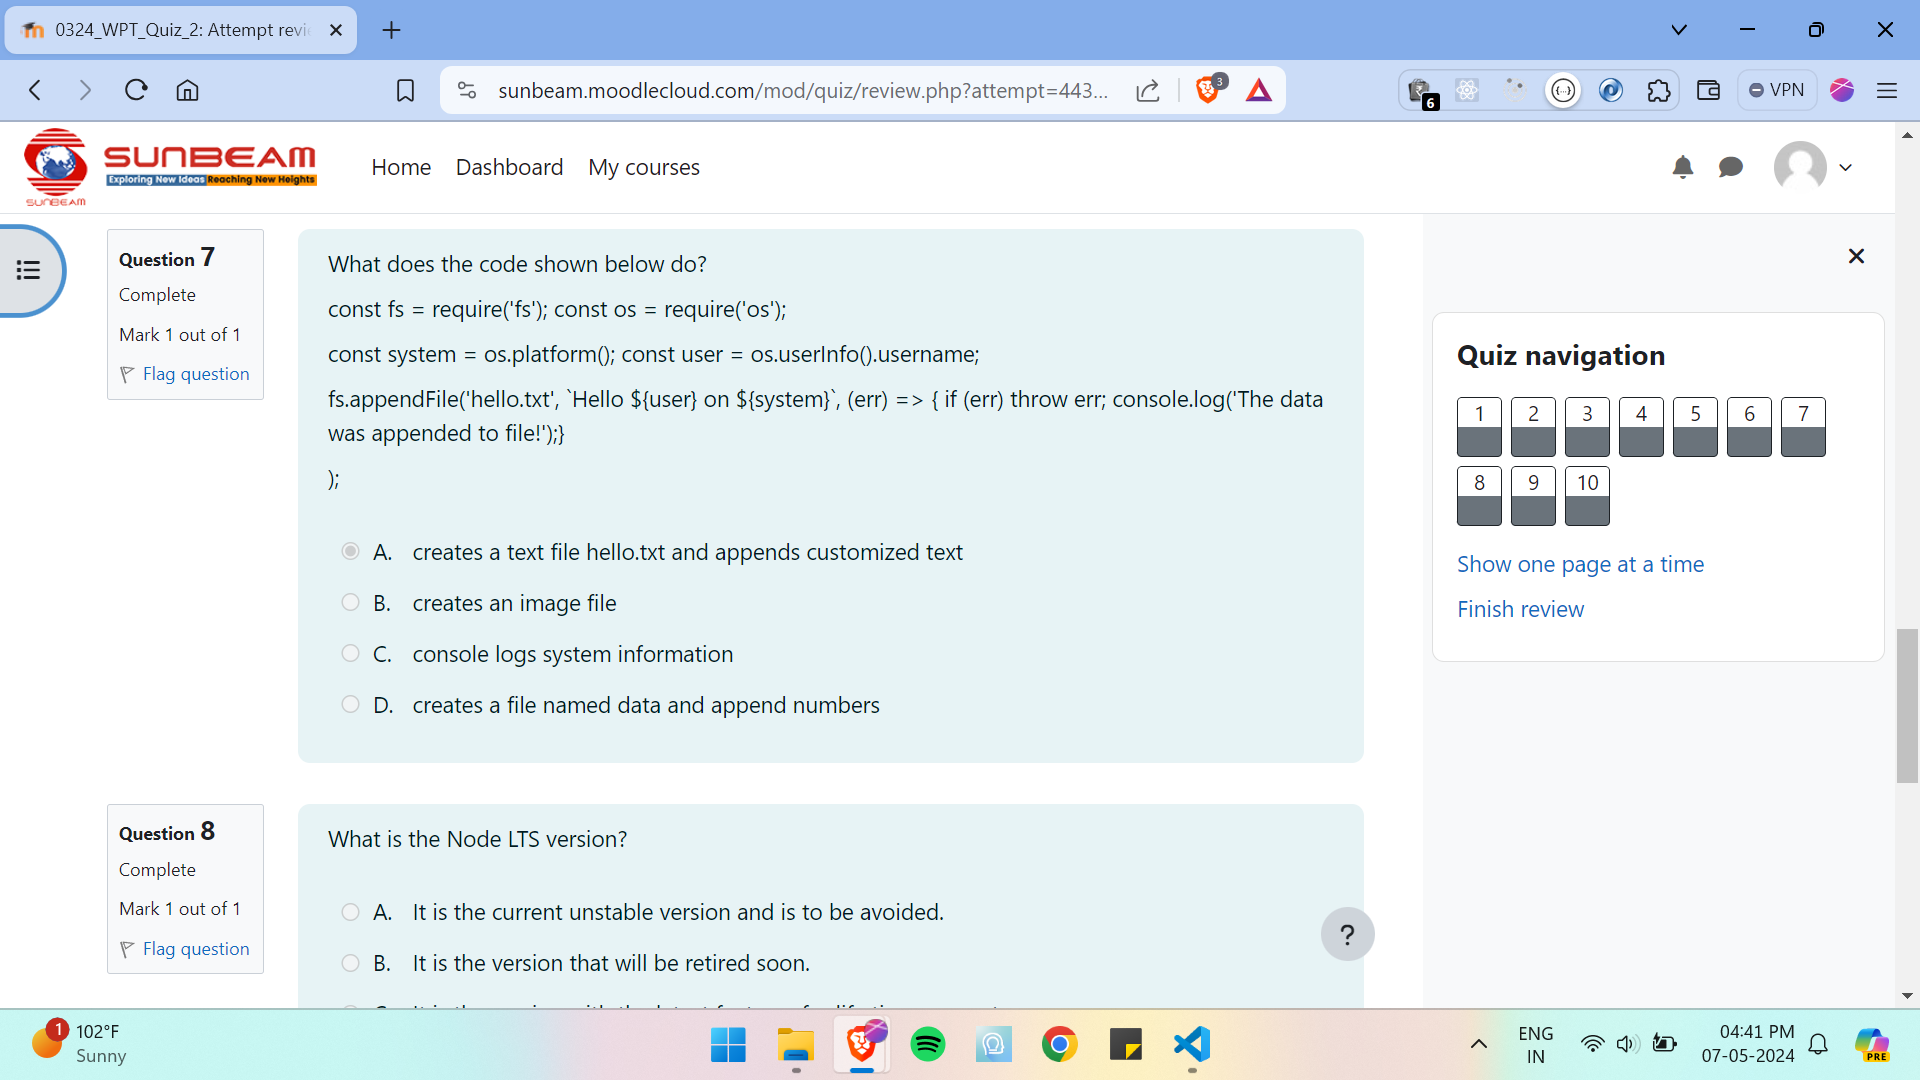 0324_WPT_Quiz_2: Attempt revi
sunbeam.moodlecloud.com/mod/quiz/review.php?attempt=443...
3
6
VPN
SUNBEAM
SUNBEAM
Exploring New Ideas Reaching New Heights
Home
Dashboard
My courses
Question 7
Complete
Mark 1 out of 1
Flag question
What does the code shown below do?
const fs = require('fs'); const os = require('os');
const system = os.platform(); const user = os.userInfo().username;
fs.appendFile('hello.txt', `Hello ${user} on ${system}`, (err) => { if (err) throw err; console.log('The data
was appended to file!');}
);
A. creates a text file hello.txt and appends customized text
B. creates an image file
C. console logs system information
D. creates a file named data and append numbers
Quiz navigation
1 2 3 4 5 6 7
8 9 10
Show one page at a time
Finish review
Question 8
Complete
Mark 1 out of 1
Flag question
What is the Node LTS version?
A. It is the current unstable version and is to be avoided.
B. It is the version that will be retired soon.
?
1
102°F
Sunny
ENG
IN
04:41 PM
07-05-2024
PRE